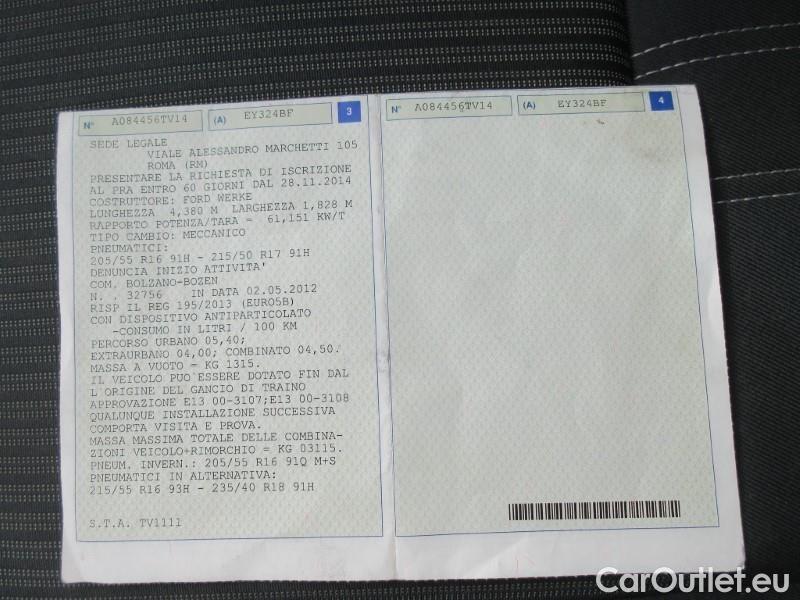 N° A084456TV14 (A) EY324BF 3
SEDE LEGALE
VIALE ALESSANDRO MARCHETTI 105
ROMA (RM)
PRESENTARE LA RICHIESTA DI ISCRIZIONE
AL PRA ENTRO 60 GIORNI DAL 28.11.2014
COSTRUTTORE: FORD WERKE
LUNGHEZZA 4,380 M LARGHEZZA 1,828 M
RAPPORTO POTENZA/TARA = 61,151 KW/T
TIPO CAMBIO: MECCANICO
PNEUMATICI:
205/55 R16 91H - 215/50 R17 91H
DENUNCIA INIZIO ATTIVITA'
COM. BOLZANO-BOZEN
N. . 32756 IN DATA 02.05.2012
RISP IL REG 195/2013 (EURO5B)
CON DISPOSITIVO ANTIPARTICOLATO
-CONSUMO IN LITRI / 100 KM
PERCORSO URBANO 05,40;
EXTRAURBANO 04,00; COMBINATO 04,50.
MASSA A VUOTO = KG 1315.
IL VEICOLO PUO'ESSERE DOTATO FIN DAL
L'ORIGINE DEL GANCIO DI TRAINO
APPROVAZIONE E13 00-3107;E13 00-3108
QUALUNQUE INSTALLAZIONE SUCCESSIVA
COMPORTA VISITA E PROVA.
MASSA MASSIMA TOTALE DELLE COMBINA-
ZIONI VEICOLO+RIMORCHIO = KG 03115.
PNEUM. INVERN.: 205/55 R16 91Q M+S
PNEUMATICI IN ALTERNATIVA:
215/55 R16 93H - 235/40 R18 91H
S.T.A. TV1111
N° A084456TV14 (A) EY324BF 4
CarOutlet.eu